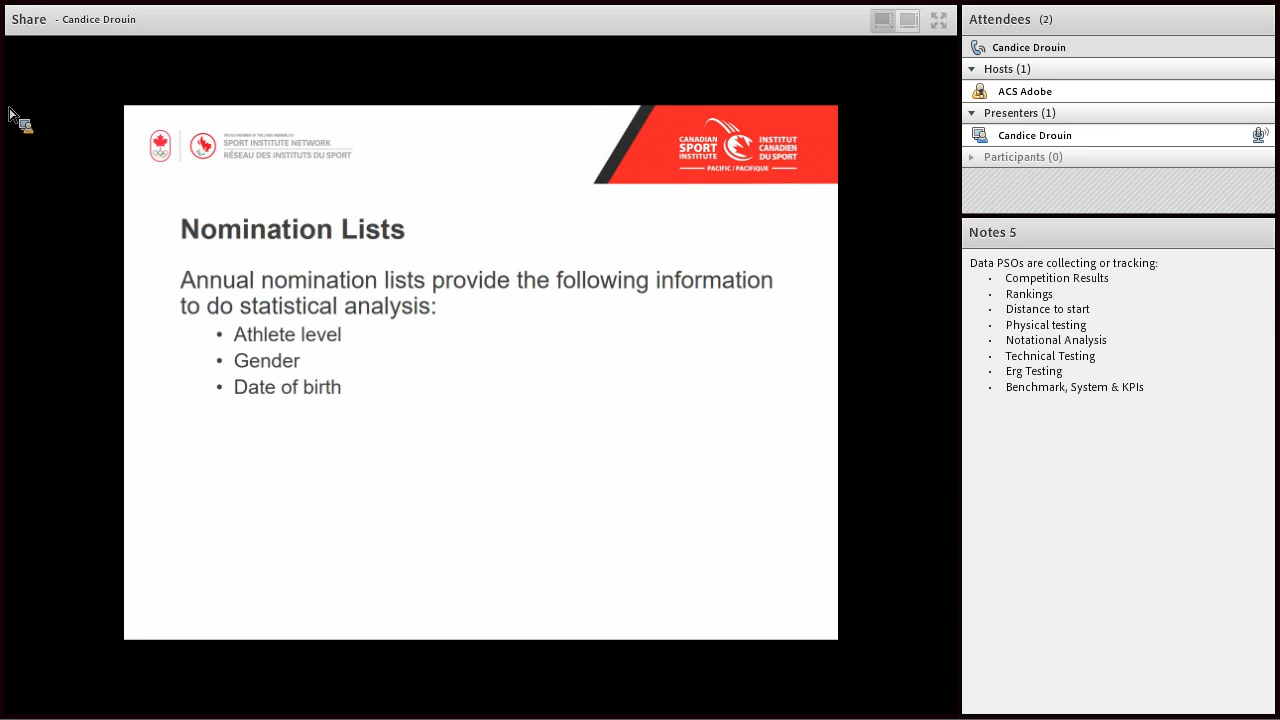 Share - Candice Drouin
SPORT INSTITUTE NETWORK
RÉSEAU DES INSTITUTS DU SPORT
CANADIAN SPORT INSTITUTE
INSTITUT CANADIEN DU SPORT
PACIFIC / PACIFIQUE
Nomination Lists
Annual nomination lists provide the following information
to do statistical analysis:
• Athlete level
• Gender
• Date of birth
Attendees (2)
Candice Drouin
Hosts (1)
ACS Adobe
Presenters (1)
Candice Drouin
Participants (0)
Notes 5
Data PSOs are collecting or tracking:
• Competition Results
• Rankings
• Distance to start
• Physical testing
• Notational Analysis
• Technical Testing
• Erg Testing
• Benchmark, System & KPIs